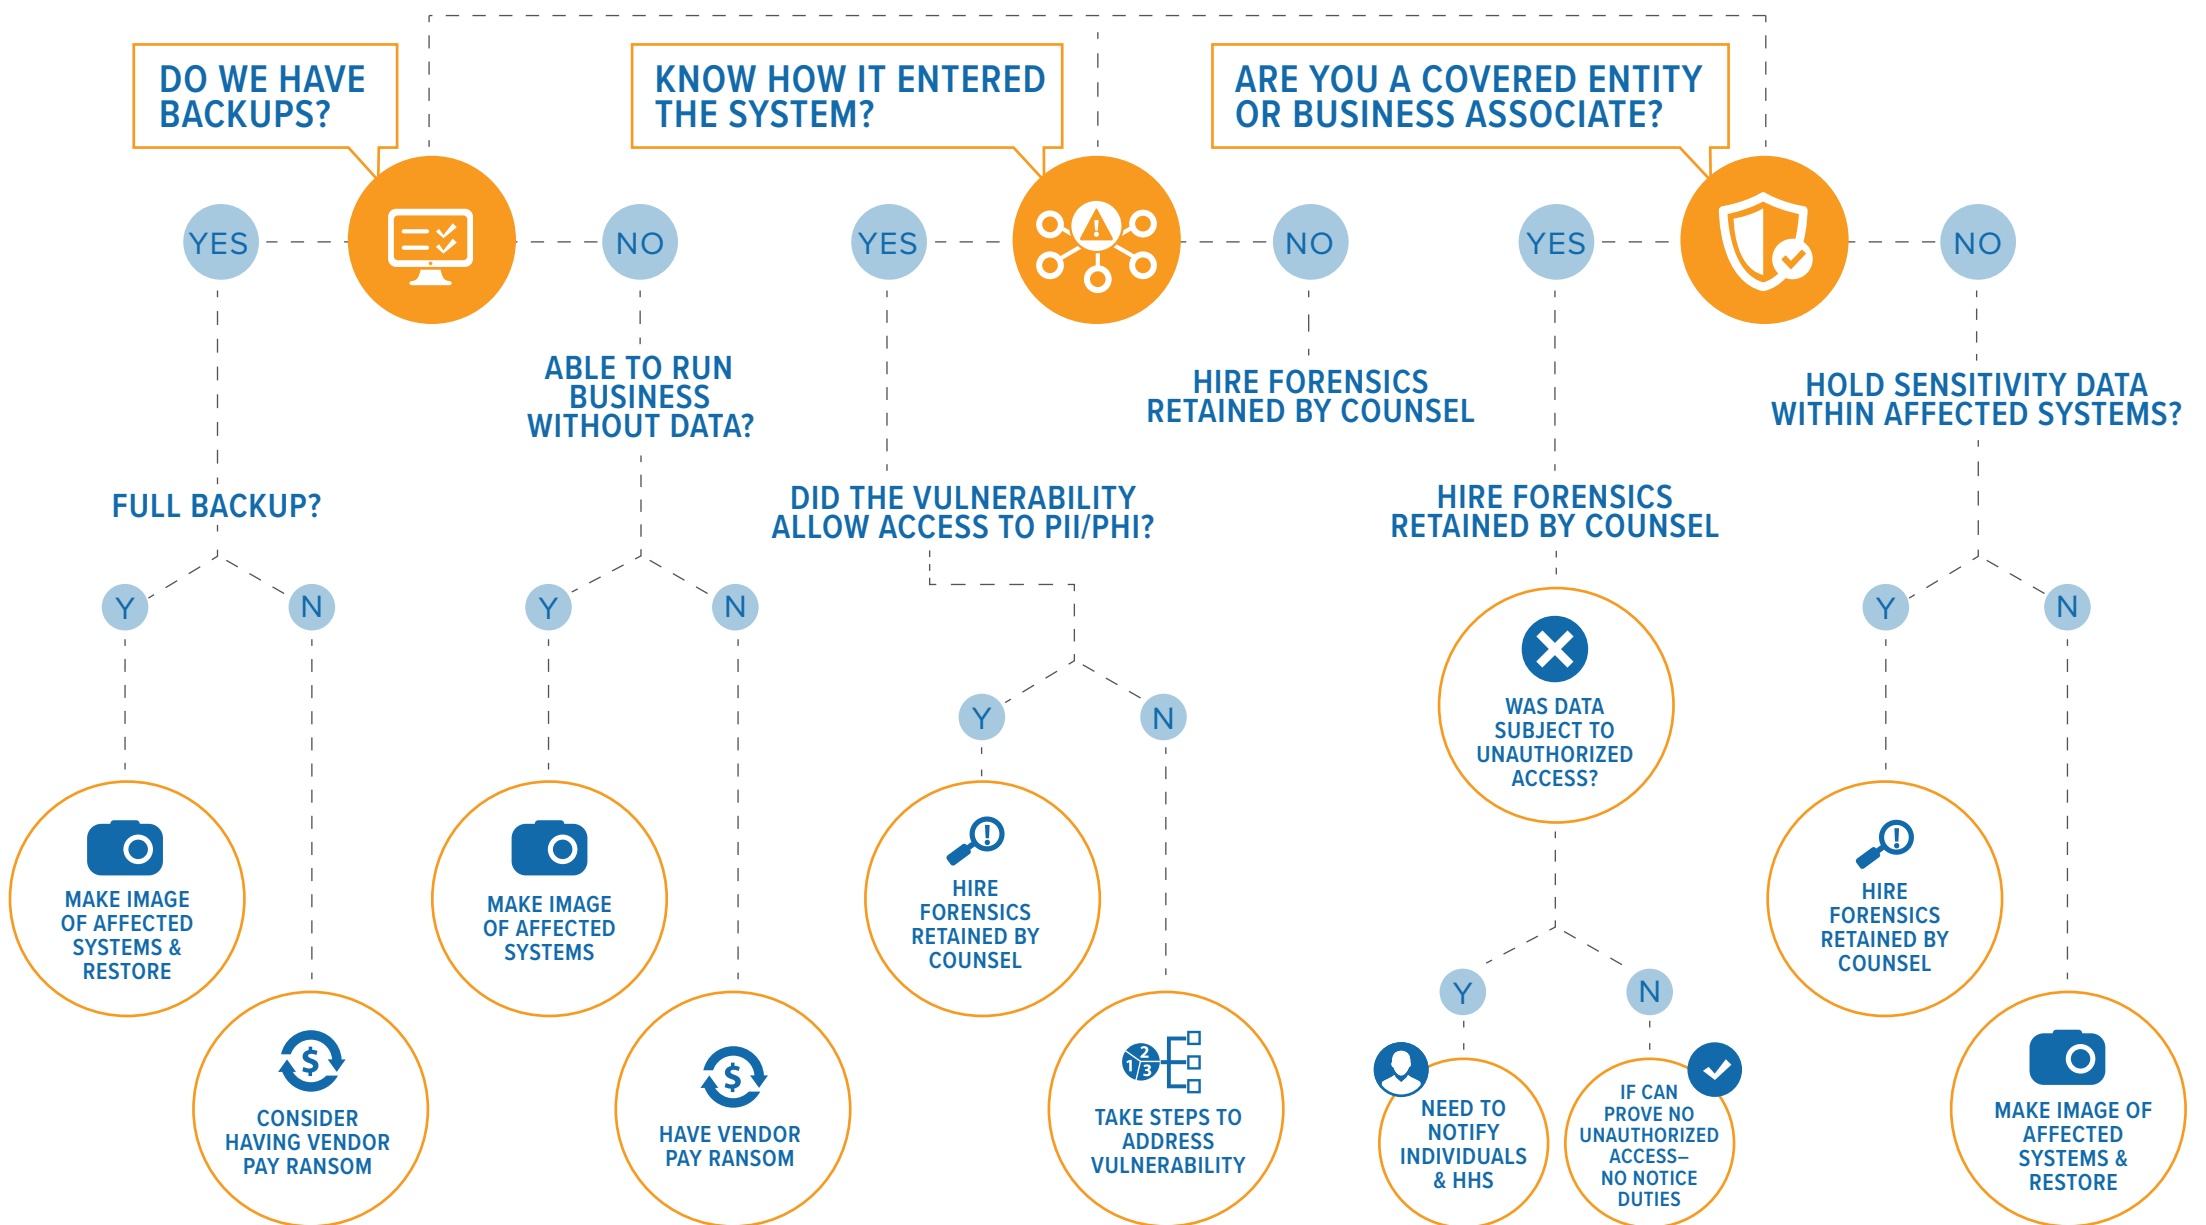 DO WE HAVE
BACKUPS?
KNOW HOW IT ENTERED
THE SYSTEM?
ARE YOU A COVERED ENTITY
OR BUSINESS ASSOCIATE?
YES
NO
YES
NO
YES
NO
ABLE TO RUN
BUSINESS
WITHOUT DATA?
HIRE FORENSICS
RETAINED BY COUNSEL
HOLD SENSITIVITY DATA
WITHIN AFFECTED SYSTEMS?
FULL BACKUP?
DID THE VULNERABILITY
ALLOW ACCESS TO PII/PHI?
HIRE FORENSICS
RETAINED BY COUNSEL
Y
N
Y
N
Y
N
Y
N
WAS DATA
SUBJECT TO
UNAUTHORIZED
ACCESS?
MAKE IMAGE
OF AFFECTED
SYSTEMS &
RESTORE
MAKE IMAGE
OF AFFECTED
SYSTEMS
!
HIRE
FORENSICS
RETAINED BY
COUNSEL
!
HIRE
FORENSICS
RETAINED BY
COUNSEL
Y
N
$
CONSIDER
HAVING VENDOR
PAY RANSOM
$
HAVE VENDOR
PAY RANSOM
1 2 3
TAKE STEPS TO
ADDRESS
VULNERABILITY
NEED TO
NOTIFY
INDIVIDUALS
& HHS
IF CAN
PROVE NO
UNAUTHORIZED
ACCESS–
NO NOTICE
DUTIES
MAKE IMAGE OF
AFFECTED
SYSTEMS &
RESTORE